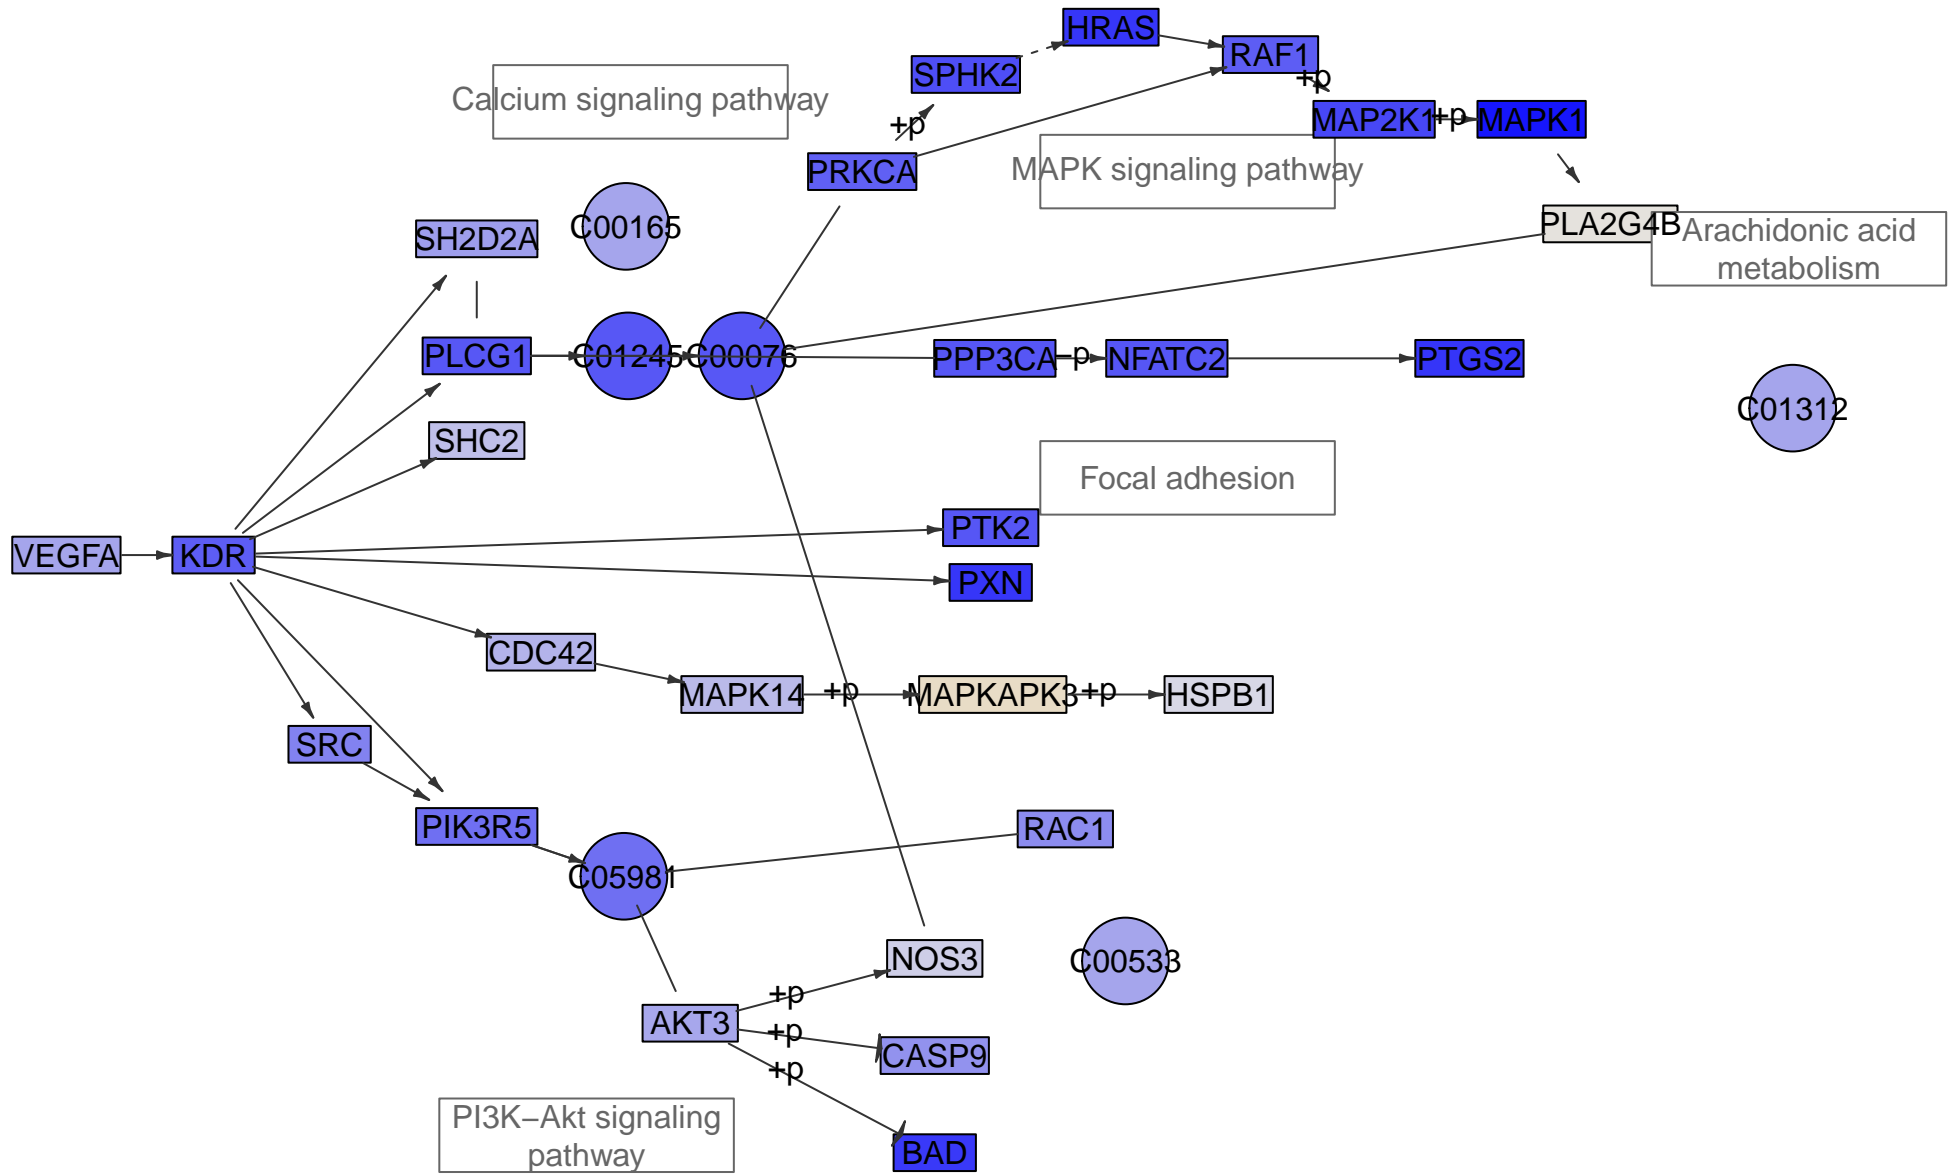 HRAS
RAF1
SPHK2
+p
Calcium signaling pathway
MAP2K1
+p
MAPK1
+p
PRKCA
MAPK signaling pathway
C00165
SH2D2A
PLA2G4B
Arachidonic acid
metabolism
PLCG1
C01245
C00076
PPP3CA
−p
NFATC2
PTGS2
C01312
SHC2
Focal adhesion
PTK2
VEGFA
KDR
PXN
CDC42
MAPK14
+p
MAPKAPK3
+p
HSPB1
SRC
PIK3R5
RAC1
C05981
NOS3
C00533
+p
AKT3
+p
CASP9
+p
PI3K−Akt signaling
pathway
BAD